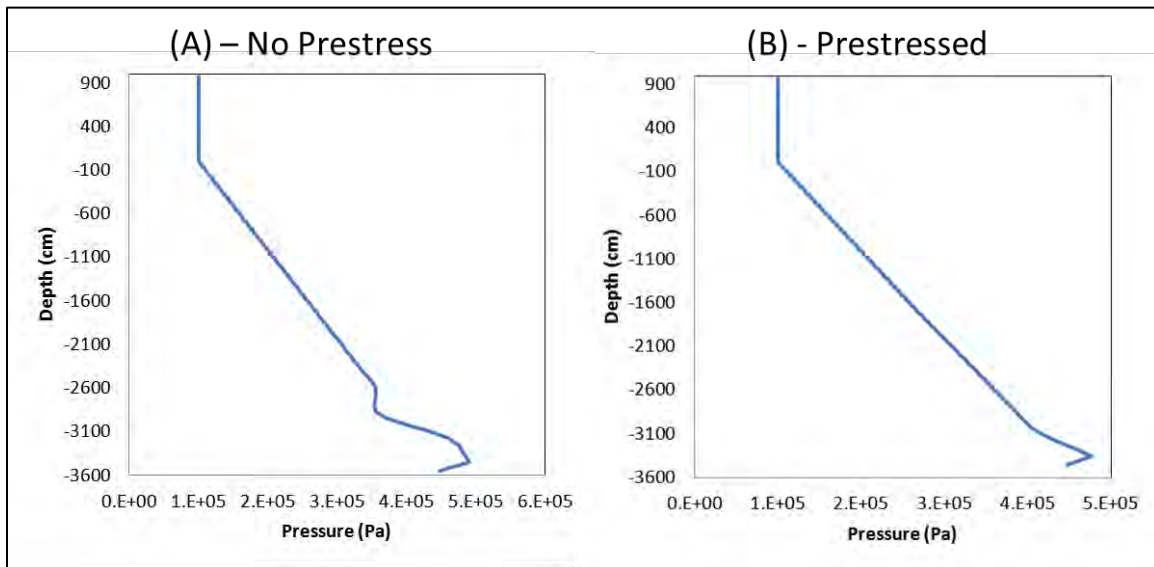 (A) – No Prestress
900
400
-100
-600
-1100
-1600
-2100
-2600
-3100
-3600
Depth (cm)
0.E+00 1.E+05 2.E+05 3.E+05 4.E+05 5.E+05 6.E+05
Pressure (Pa)
(B) - Prestressed
900
400
-100
-600
-1100
-1600
-2100
-2600
-3100
-3600
Depth (cm)
0.E+00 1.E+05 2.E+05 3.E+05 4.E+05 5.E+05
Pressure (Pa)